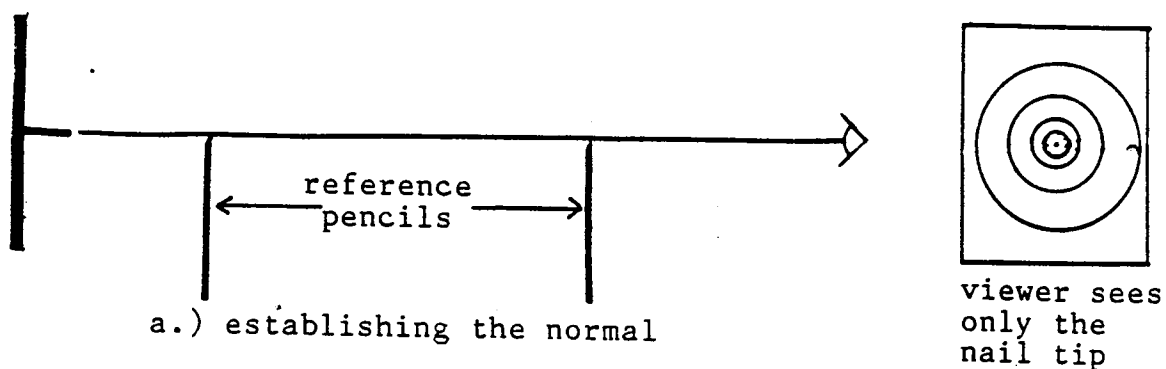 reference
pencils
a.) establishing the normal
viewer sees
only the
nail tip